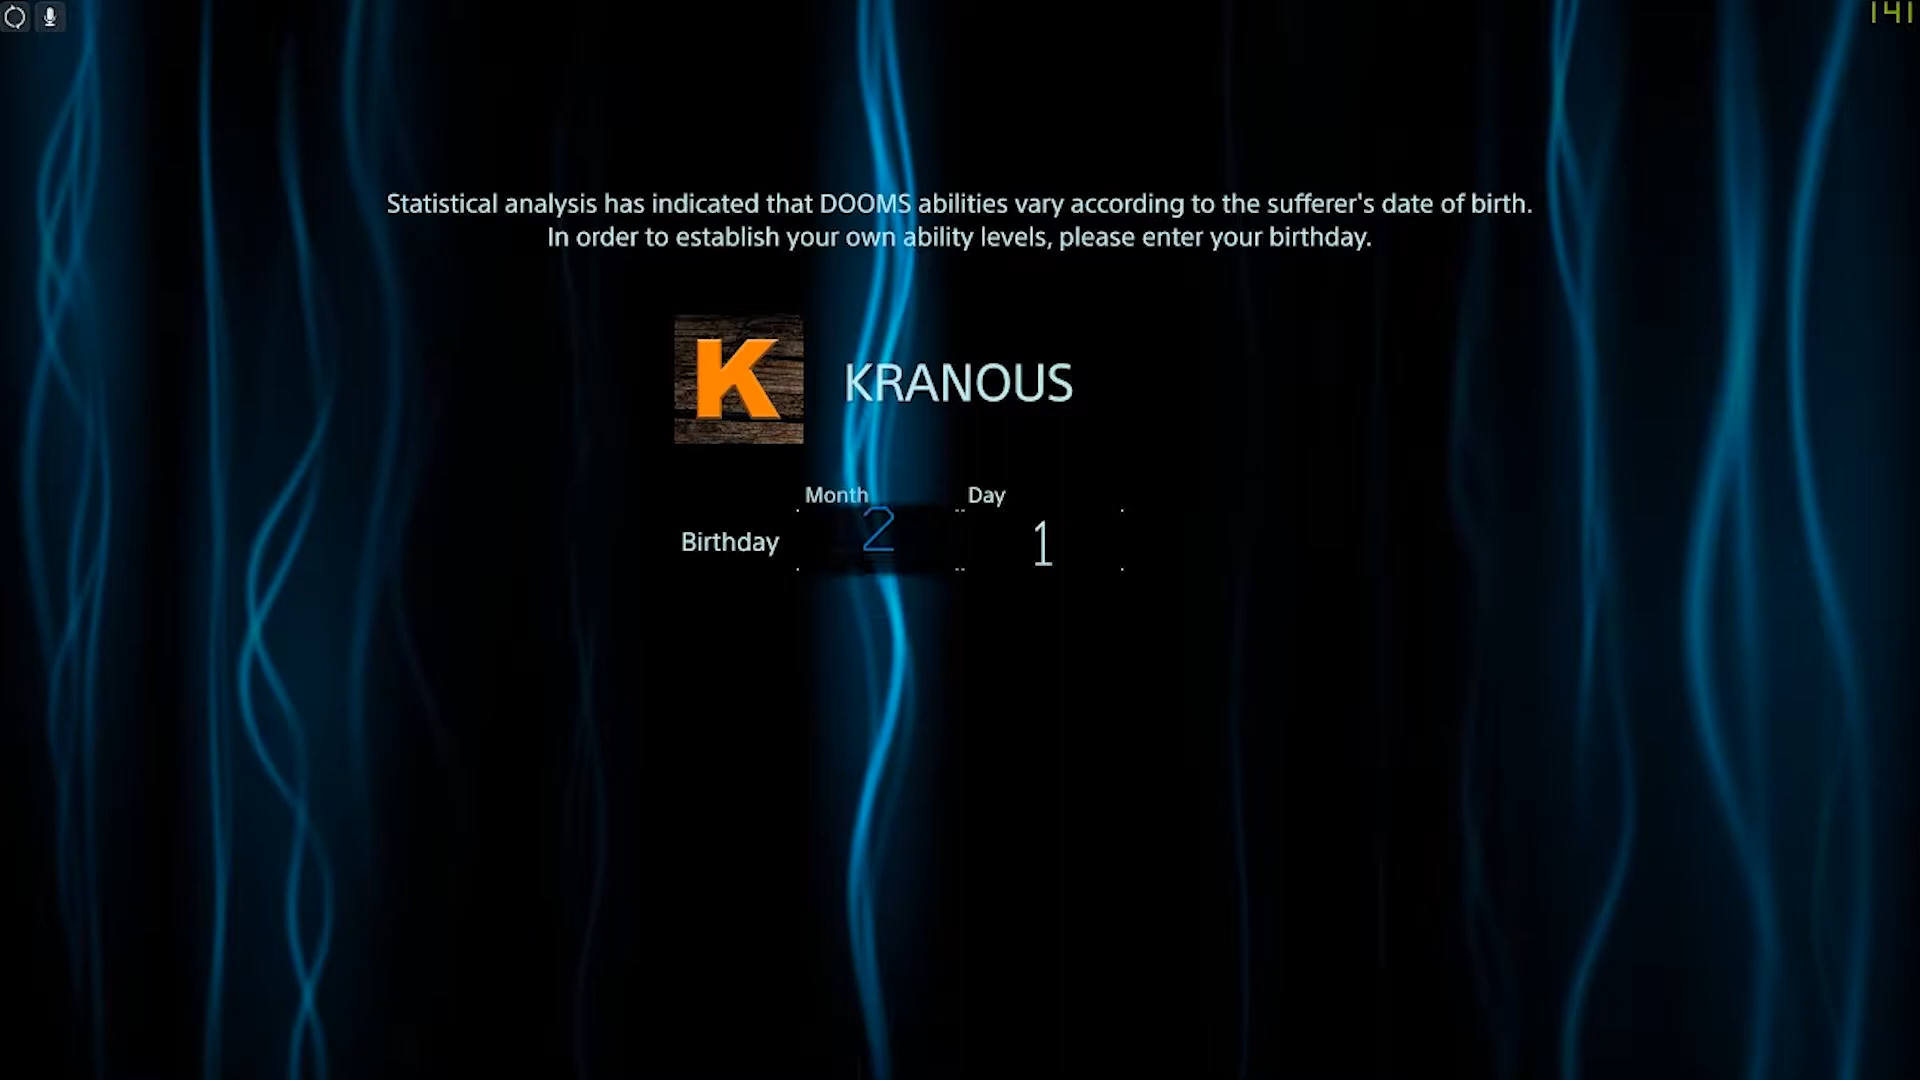 141
Statistical analysis has indicated that DOOMS abilities vary according to the sufferer's date of birth.
In order to establish your own ability levels, please enter your birthday.
K
KRANOUS
Month Day
Birthday 2 1